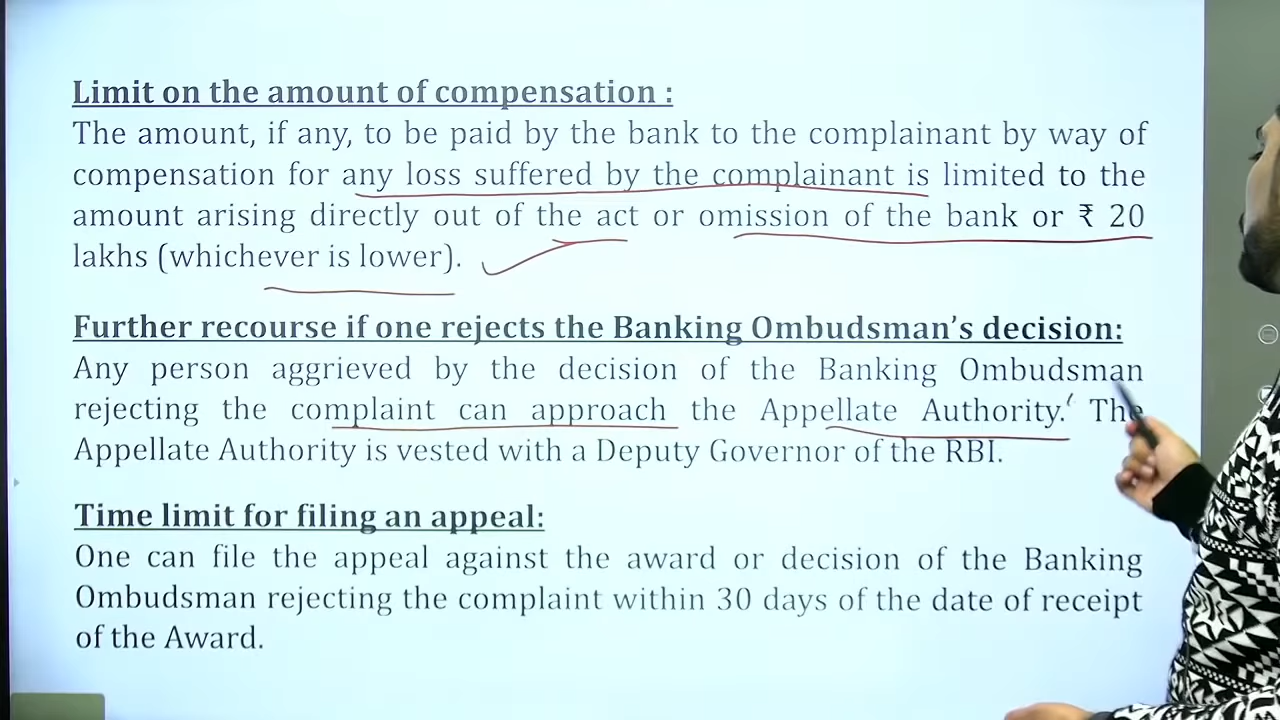 Limit on the amount of compensation :
The amount, if any, to be paid by the bank to the complainant by way of
compensation for any loss suffered by the complainant is limited to the
amount arising directly out of the act or omission of the bank or ₹ 20
lakhs (whichever is lower).
Further recourse if one rejects the Banking Ombudsman’s decision:
Any person aggrieved by the decision of the Banking Ombudsman
rejecting the complaint can approach the Appellate Authority. The
Appellate Authority is vested with a Deputy Governor of the RBI.
Time limit for filing an appeal:
One can file the appeal against the award or decision of the Banking
Ombudsman rejecting the complaint within 30 days of the date of receipt
of the Award.